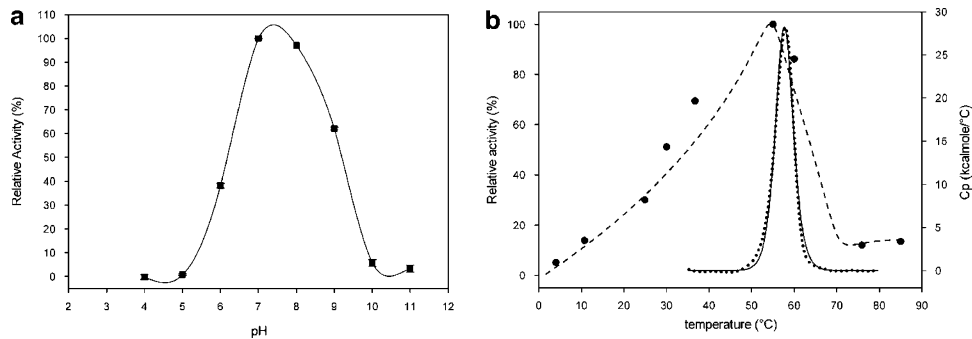 a
Relative Activity (%)
110
100
90
80
70
60
50
40
30
20
10
0
2 3 4 5 6 7 8 9 10 11 12
pH
b
Relative activity (%)
100
80
60
40
20
0
0 10 20 30 40 50 60 70 80 90
temperature (°C)
30
25
20
15
10
5
0
Cp (kcalmole/°C)